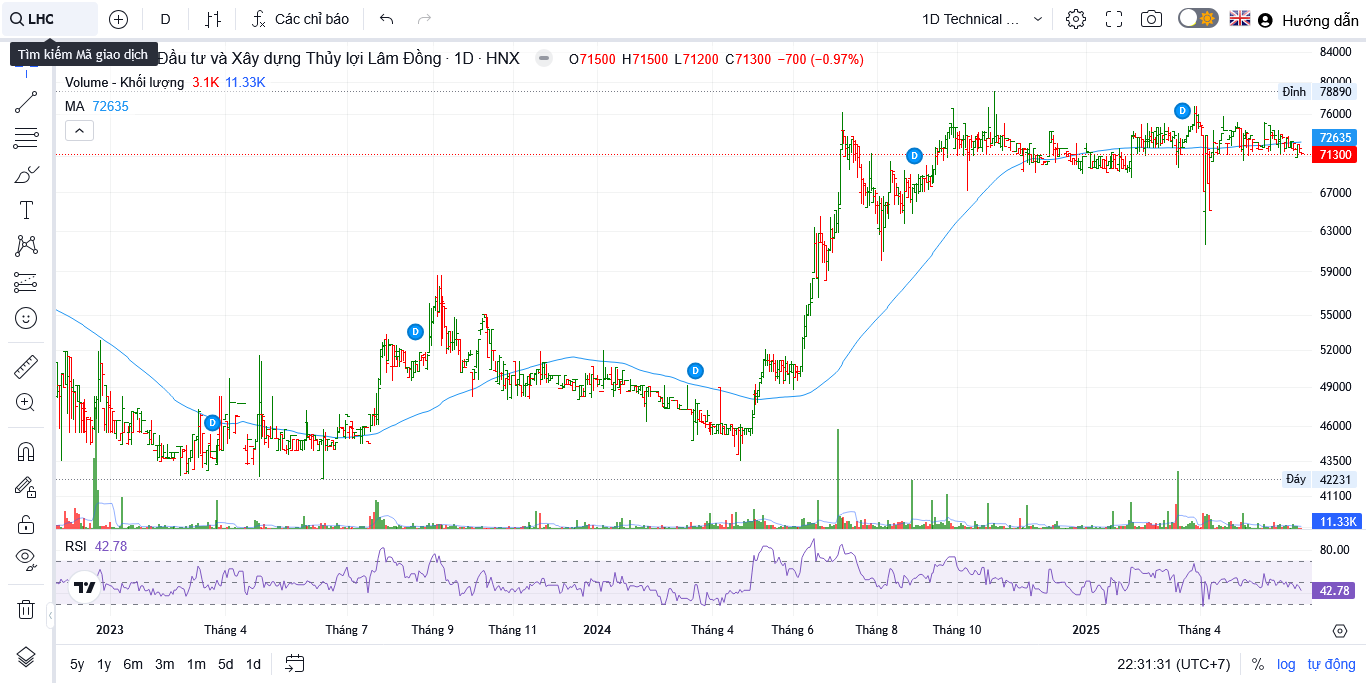 LHC
D
Các chỉ báo
1D Technical ...
Hướng dẫn
Tìm kiếm Mã giao dịch
Đầu tư và Xây dựng Thủy lợi Lâm Đồng · 1D · HNX
O71500 H71500 L71200 C71300 −700 (−0.97%)
Volume - Khối lượng 3.1K 11.33K
MA 72635
84000
80000
Đỉnh 78890
76000
72635
71300
67000
63000
59000
55000
52000
49000
46000
43500
Đáy 42231
41100
11.33K
D
D
D
D
D
RSI 42.78
80.00
42.78
2023 Tháng 4 Tháng 7 Tháng 9 Tháng 11 2024 Tháng 4 Tháng 6 Tháng 8 Tháng 10 2025 Tháng 4
5y 1y 6m 3m 1m 5d 1d
22:31:31 (UTC+7) % log tự động